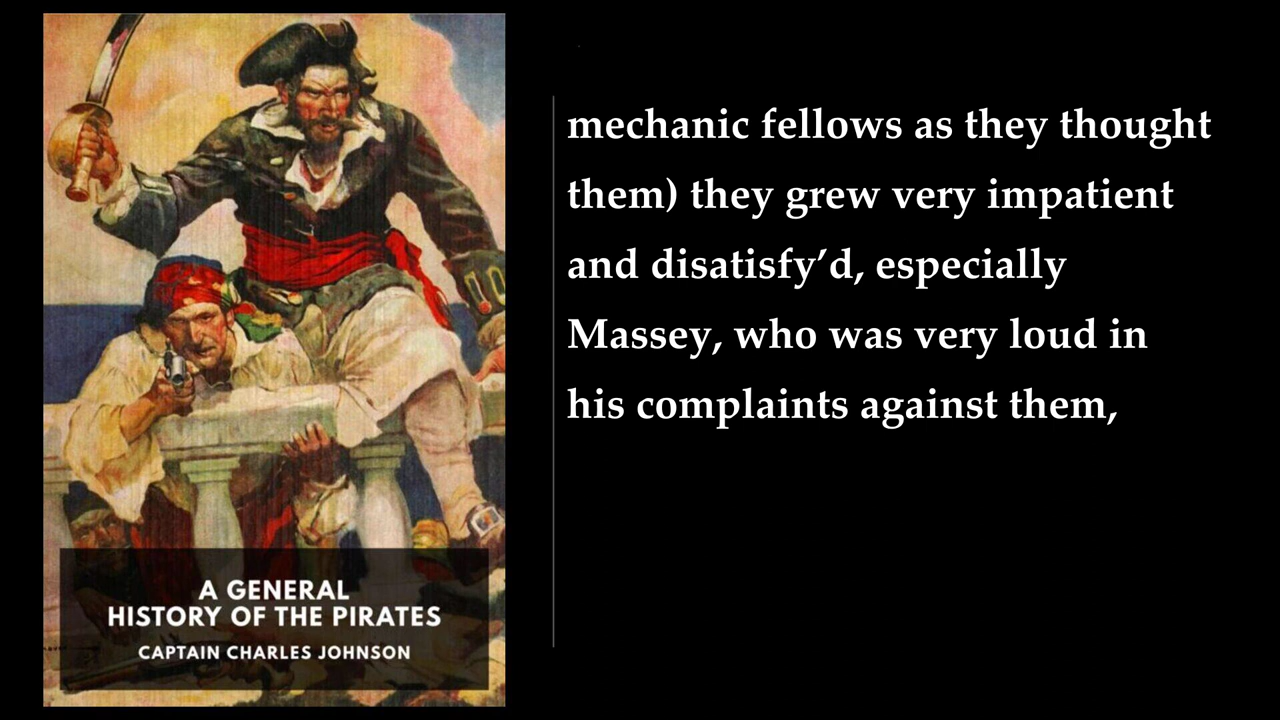 mechanic fellows as they thought
them) they grew very impatient
and disatisfy’d, especially
Massey, who was very loud in
his complaints against them,
A GENERAL
HISTORY OF THE PIRATES
CAPTAIN CHARLES JOHNSON